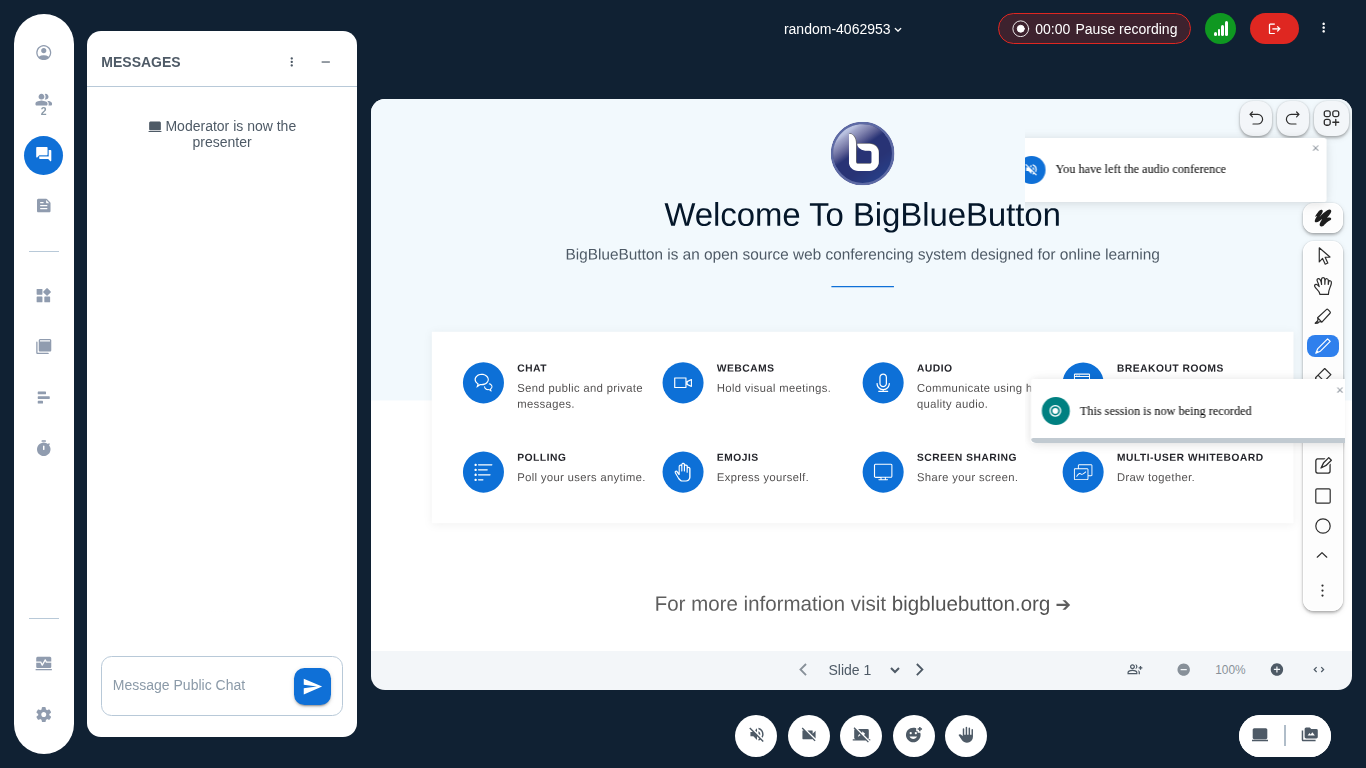 random-4062953
00:00 Pause recording
MESSAGES
2
Moderator is now the
presenter
You have left the audio conference
Welcome To BigBlueButton
BigBlueButton is an open source web conferencing system designed for online learning
CHAT
Send public and private
messages.
WEBCAMS
Hold visual meetings.
AUDIO
Communicate using h
quality audio.
BREAKOUT ROOMS
This session is now being recorded
POLLING
Poll your users anytime.
EMOJIS
Express yourself.
SCREEN SHARING
Share your screen.
MULTI-USER WHITEBOARD
Draw together.
For more information visit bigbluebutton.org →
Message Public Chat
Slide 1
100%